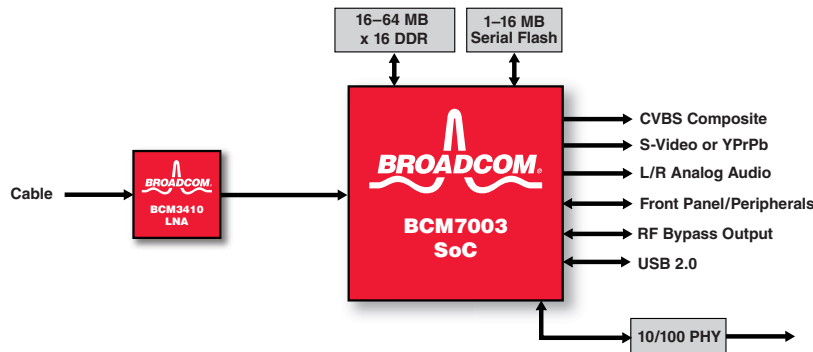 16–64 MB
x 16 DDR
1–16 MB
Serial Flash
CVBS Composite
S-Video or YPrPb
L/R Analog Audio
Front Panel/Peripherals
RF Bypass Output
USB 2.0
Cable
BROADCOM.
BCM3410
LNA
BROADCOM®
BCM7003
SoC
10/100 PHY